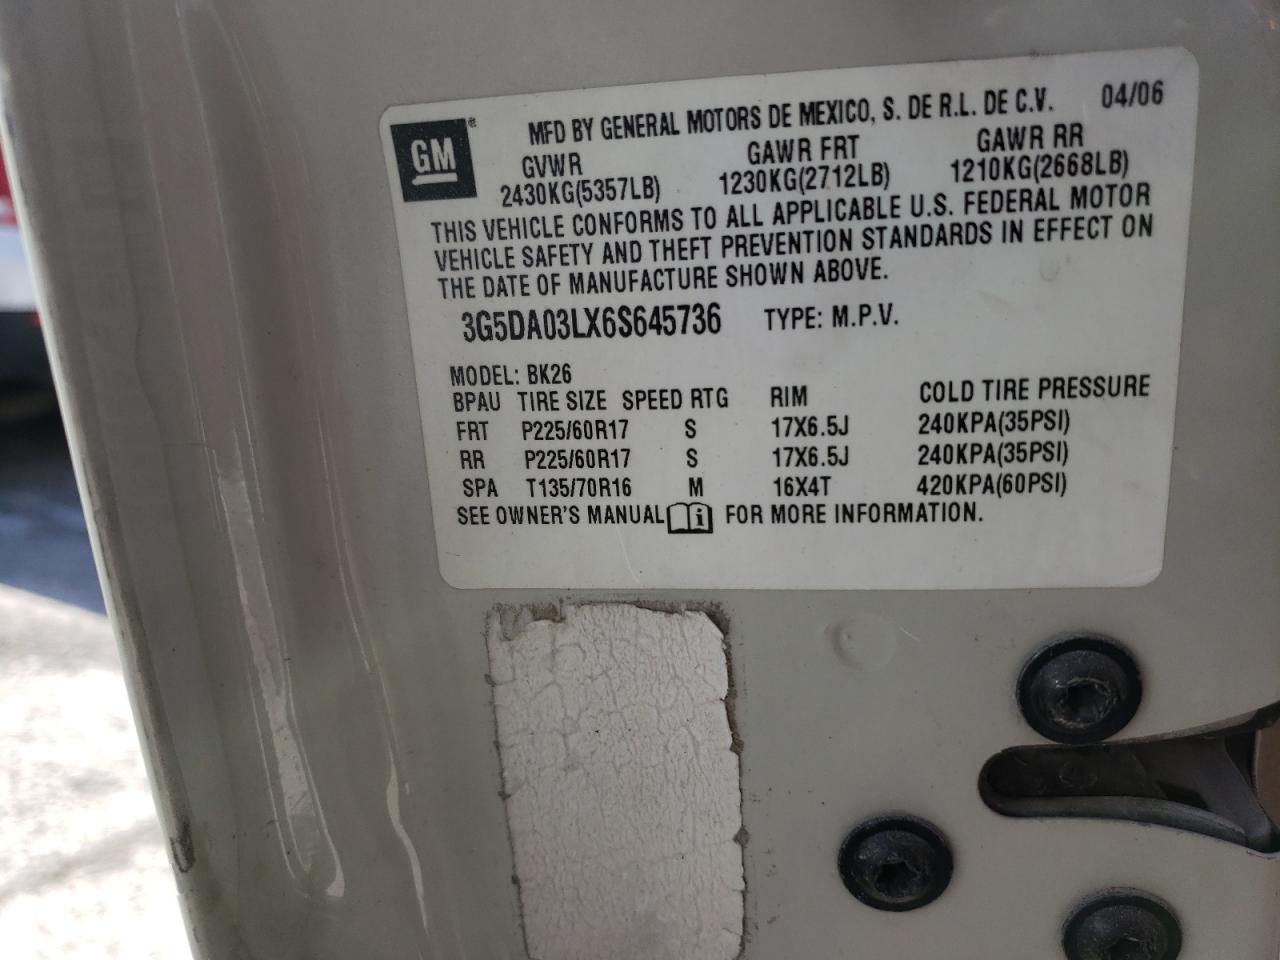 GM®
MFD BY GENERAL MOTORS DE MEXICO, S. DE R.L. DE C.V. 04/06
GVWR GAWR FRT GAWR RR
2430KG(5357LB) 1230KG(2712LB) 1210KG(2668LB)
THIS VEHICLE CONFORMS TO ALL APPLICABLE U.S. FEDERAL MOTOR
VEHICLE SAFETY AND THEFT PREVENTION STANDARDS IN EFFECT ON
THE DATE OF MANUFACTURE SHOWN ABOVE.
3G5DA03LX6S645736 TYPE: M.P.V.
MODEL: BK26
BPAU TIRE SIZE SPEED RTG RIM COLD TIRE PRESSURE
FRT P225/60R17 S 17X6.5J 240KPA(35PSI)
RR P225/60R17 S 17X6.5J 240KPA(35PSI)
SPA T135/70R16 M 16X4T 420KPA(60PSI)
SEE OWNER'S MANUAL i FOR MORE INFORMATION.